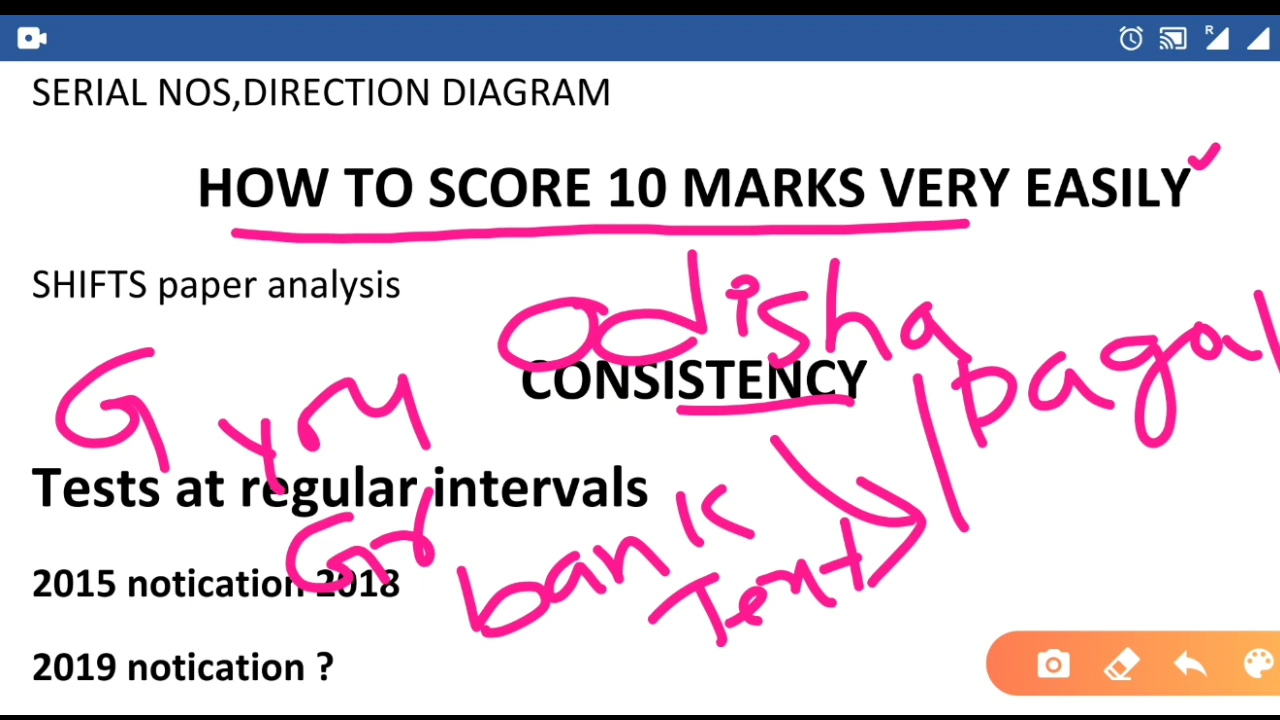 R
SERIAL NOS,DIRECTION DIAGRAM
HOW TO SCORE 10 MARKS VERY EASILY
SHIFTS paper analysis
odisha
pagal
CONSISTENCY
Gym
Tests at regular intervals
bank
Text
2015 notication 2018
2019 notication ?